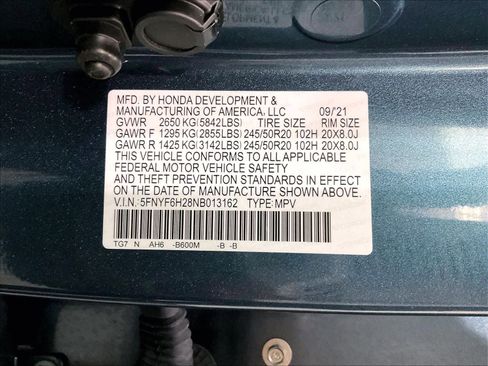 MFD. BY HONDA DEVELOPMENT &
MANUFACTURING OF AMERICA, LLC 09/'21
GVWR 2650 KG(5842LBS) TIRE SIZE RIM SIZE
GAWR F 1295 KG(2855LBS) 245/50R20 102H 20X8.0J
GAWR R 1425 KG(3142LBS) 245/50R20 102H 20X8.0J
THIS VEHICLE CONFORMS TO ALL APPLICABLE
FEDERAL MOTOR VEHICLE SAFETY
AND THEFT PREVENTION STANDARDS IN EFFECT
ON THE DATE OF MANUFACTURE SHOWN ABOVE.
V.I.N.: 5FNYF6H28NB013162 TYPE: MPV
TG7 N AH6 -B600M -B -B